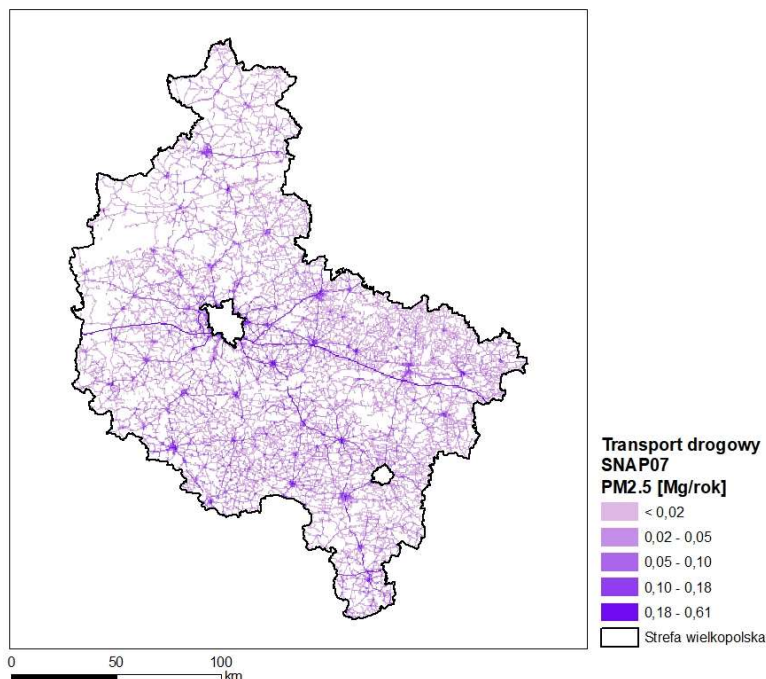 Transport drogowy
SNAP07
PM2.5 [Mg/rok]
< 0,02
0,02 - 0,05
0,05 - 0,10
0,10 - 0,18
0,18 - 0,61
Strefa wielkopolska
0 50 100
km